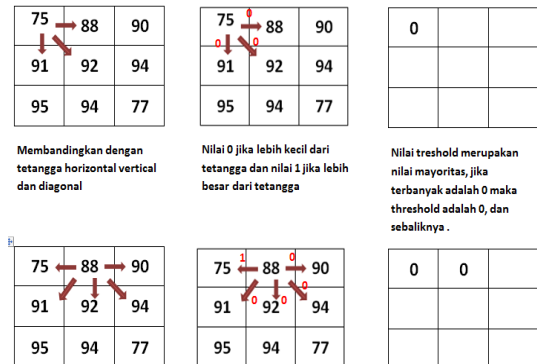 75 88 90
91 92 94
95 94 77
75 0 88 90
0 0
91 92 94
95 94 77
0
Membandingkan dengan
tetangga horizontal vertical
dan diagonal
Nilai 0 jika lebih kecil dari
tetangga dan nilai 1 jika lebih
besar dari tetangga
Nilai treshold merupakan
nilai mayoritas, jika
terbanyak adalah 0 maka
threshold adalah 0, dan
sebaliknya .
75 88 90
91 92 94
95 94 77
75 1 88 0 90
0 0 0
91 92 94
95 94 77
0 0